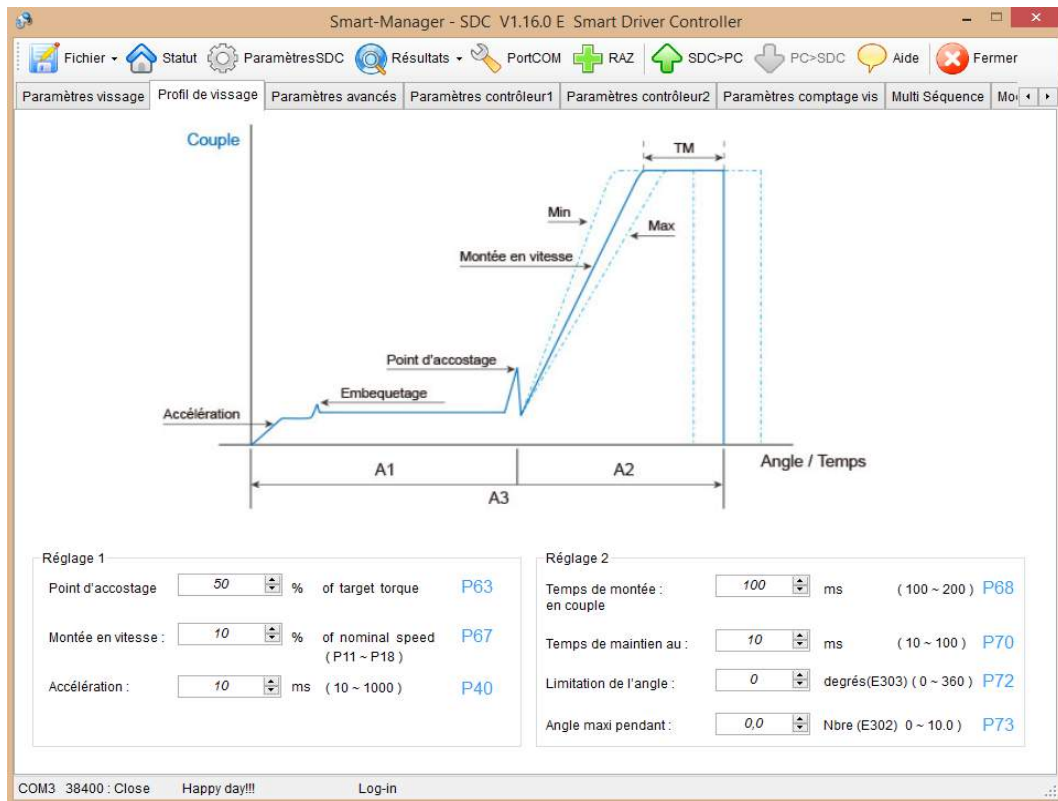 Smart-Manager - SDC V1.16.0 E Smart Driver Controller
Fichier Statut ParamètresSDC Résultats PortCOM RAZ SDC>PC PC>SDC Aide Fermer
Paramètres vissage Profil de vissage Paramètres avancés Paramètres contrôleur1 Paramètres contrôleur2 Paramètres comptage vis Multi Séquence
Couple
TM
Min
Max
Montée en vitesse
Point d'accostage
Embequetage
Accélération
Angle / Temps
A1 A2
A3
Réglage 1
Point d'accostage 50 % of target torque P63
Montée en vitesse : 10 % of nominal speed P67
( P11 ~ P18 )
Accélération : 10 ms ( 10 ~ 1000 ) P40
Réglage 2
Temps de montée : 100 ms ( 100 ~ 200 ) P68
en couple
Temps de maintien au : 10 ms ( 10 ~ 100 ) P70
Limitation de l'angle : 0 degrés(E303) ( 0 ~ 360 ) P72
Angle maxi pendant : 0,0 Nbre (E302) 0 ~ 10.0 ) P73
COM3 38400 : Close Happy day!!! Log-in